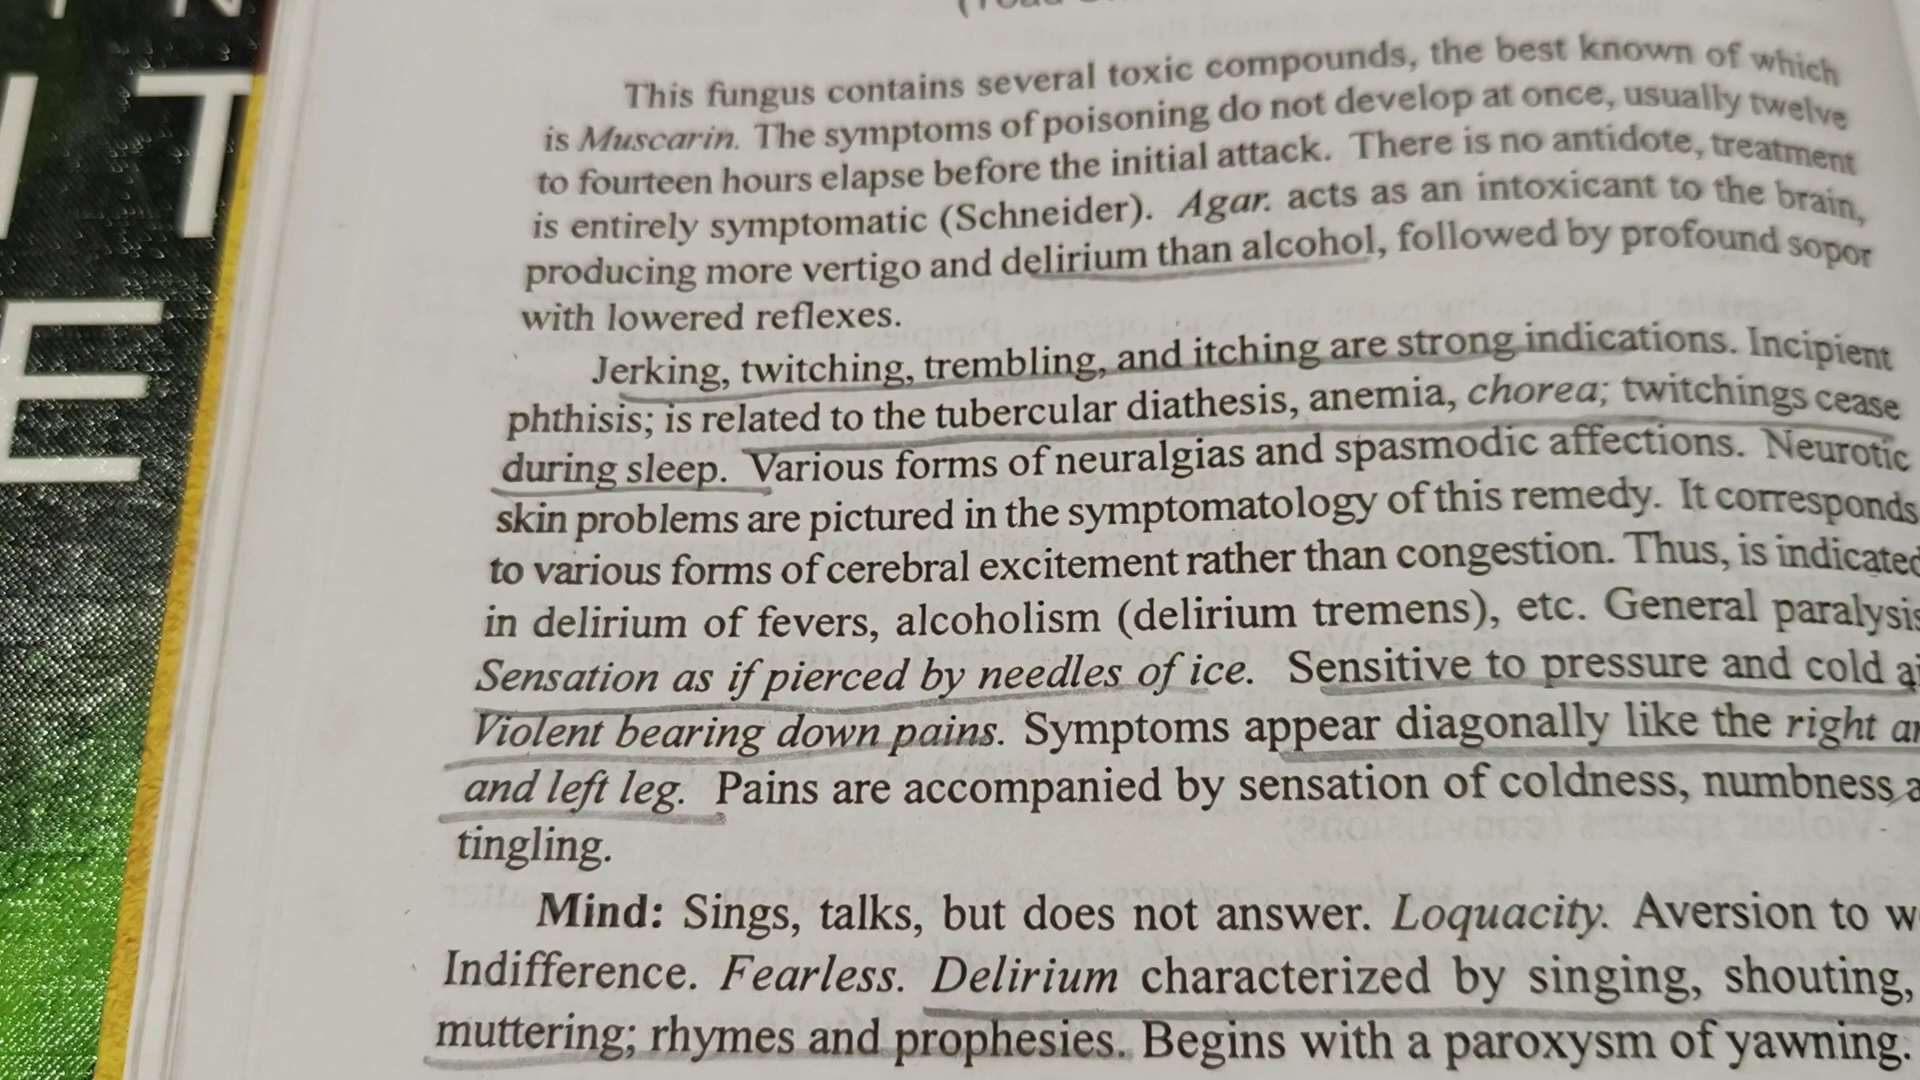 IT
E
This fungus contains several toxic compounds, the best known of which
is Muscarin. The symptoms of poisoning do not develop at once, usually twelve
to fourteen hours elapse before the initial attack. There is no antidote, treatment
is entirely symptomatic (Schneider). Agar. acts as an intoxicant to the brain,
producing more vertigo and delirium than alcohol, followed by profound sopor
with lowered reflexes.
Jerking, twitching, trembling, and itching are strong indications. Incipient
phthisis; is related to the tubercular diathesis, anemia, chorea; twitchings cease
during sleep. Various forms of neuralgias and spasmodic affections. Neurotic
skin problems are pictured in the symptomatology of this remedy. It corresponds
to various forms of cerebral excitement rather than congestion. Thus, is indicated
in delirium of fevers, alcoholism (delirium tremens), etc. General paralysis
Sensation as if pierced by needles of ice. Sensitive to pressure and cold
Violent bearing down pains. Symptoms appear diagonally like the right
and left leg. Pains are accompanied by sensation of coldness, numbness
tingling.
Mind: Sings, talks, but does not answer. Loquacity. Aversion to
Indifference. Fearless. Delirium characterized by singing, shouting,
muttering; rhymes and prophesies. Begins with a paroxysm of yawning.